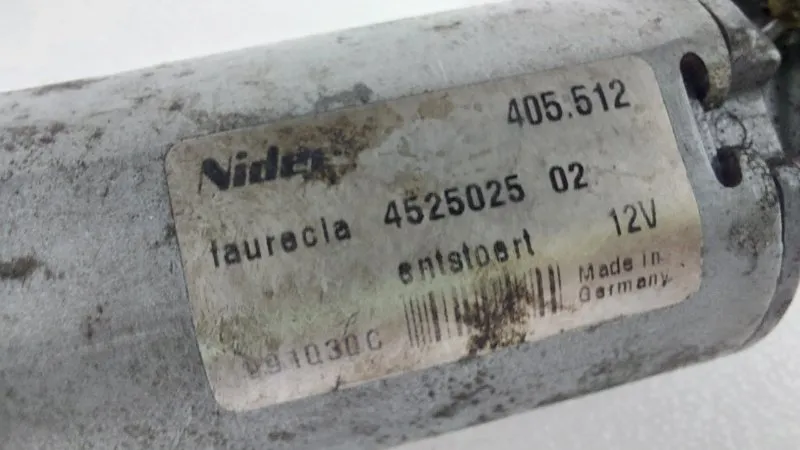 405.512
Nidec
faurecia 4525025 02
entstoert 12V
Made in
Germany
991030C